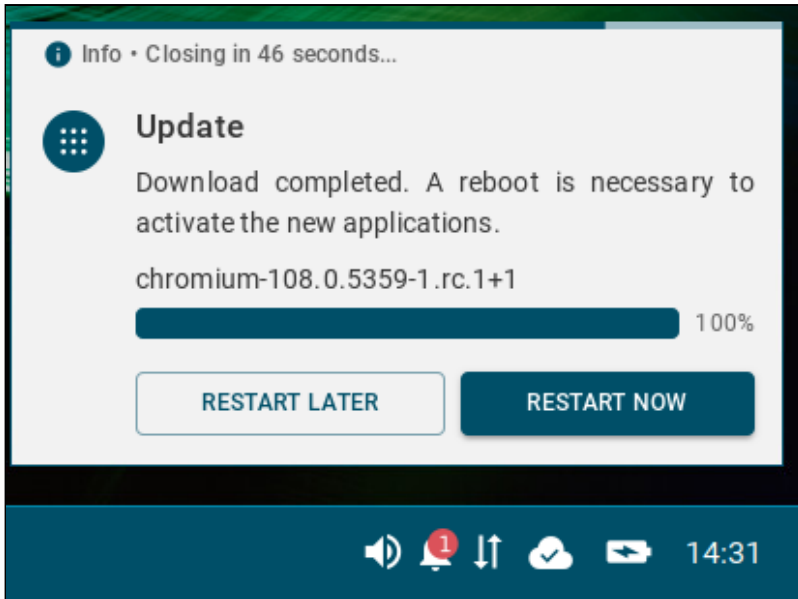 Info • Closing in 46 seconds...
Update
Download completed. A reboot is necessary to
activate the new applications.
chromium-108.0.5359-1.rc.1+1
100%
RESTART LATER
RESTART NOW
1
14:31